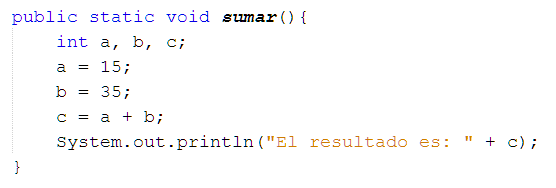 public static void sumar(){
int a, b, c;
a = 15;
b = 35;
c = a + b;
System.out.println("El resultado es: " + c);
}